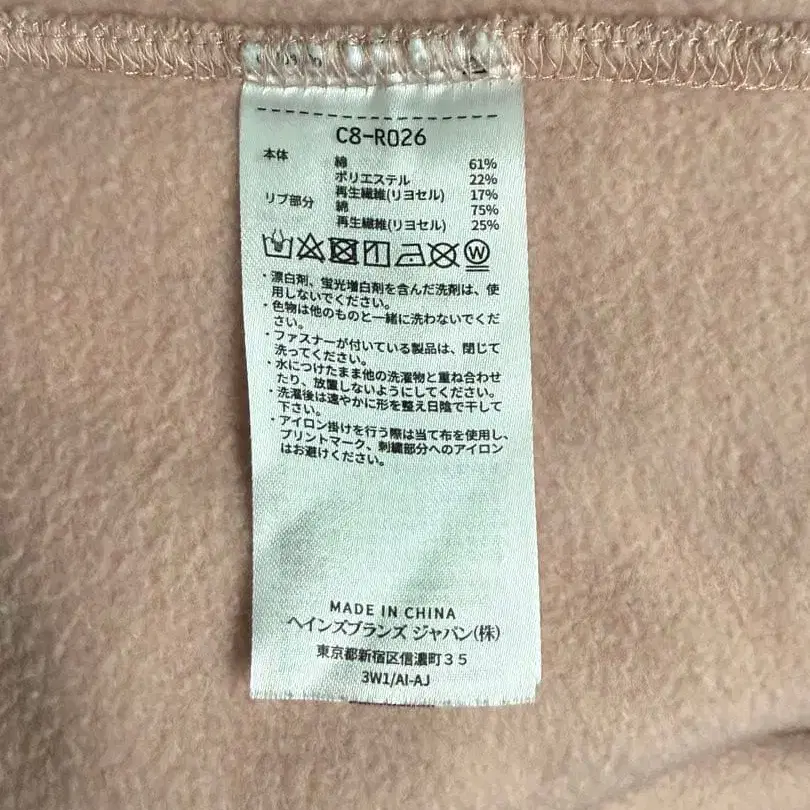 C8-R026
本体 綿 61%
ポリエステル 22%
再生繊維(リヨセル) 17%
リブ部分 綿 75%
再生繊維(リヨセル) 25%
W
・漂白剤、蛍光増白剤を含んだ洗剤は、使
用しないでください。
・色物は他のものと一緒に洗わないでくだ
さい。
・ファスナーが付いている製品は、閉じて
洗ってください。
・水につけたまま他の洗濯物と重ね合わせ
たり、放置しないようにしてください。
・洗濯後は速やかに形を整え日陰で干して
下さい。
・アイロン掛けを行う際は当て布を使用し、
プリントマーク、刺繍部分へのアイロン
はお避けください。
MADE IN CHINA
ヘインズブランズ ジャパン(株)
東京都新宿区信濃町35
3W1/AI-AJ